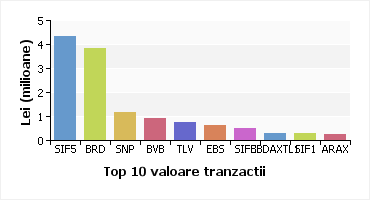 Lei (milioane)
5
4
3
2
1
0
SIF5 BRD SNP BVB TLV EBS SIFBBDAXTL1SIF1 ARAX
Top 10 valoare tranzactii